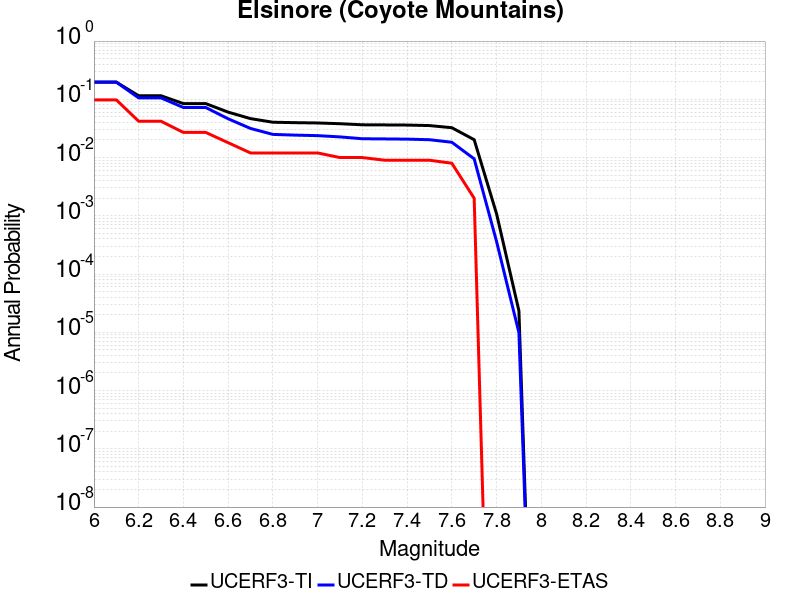 Elsinore (Coyote Mountains)
10^0
10^-1
10^-2
10^-3
10^-4
10^-5
10^-6
10^-7
10^-8
Annual Probability
6 6.2 6.4 6.6 6.8 7 7.2 7.4 7.6 7.8 8 8.2 8.4 8.6 8.8 9
Magnitude
UCERF3-TI UCERF3-TD UCERF3-ETAS